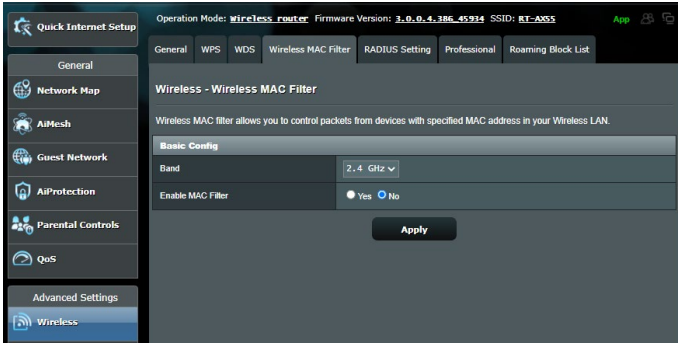 Quick Internet Setup
General
Network Map
AiMesh
Guest Network
AiProtection
Parental Controls
QoS
Advanced Settings
Wireless
Operation Mode: Wireless router Firmware Version: 3.0.0.4.386_45934 SSID: RT-AX55 App
General WPS WDS Wireless MAC Filter RADIUS Setting Professional Roaming Block List
Wireless - Wireless MAC Filter
Wireless MAC filter allows you to control packets from devices with specified MAC address in your Wireless LAN.
Basic Config
Band 2.4 GHz
Enable MAC Filter Yes No
Apply